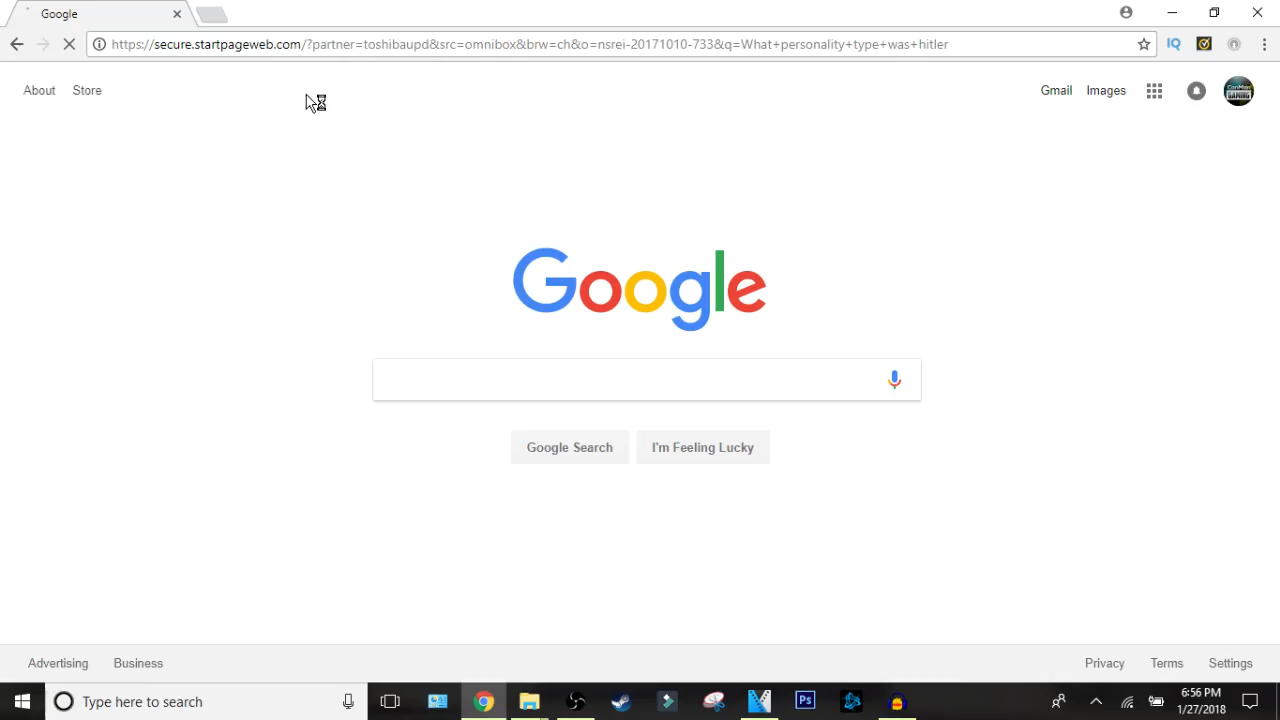 Google
https://secure.startpageweb.com/?partner=toshibaupd&src=omnibox&brw=ch&o=nsrei-20171010-733&q=What+personality+type+was+hitler
IQ
About Store
Gmail Images
Google
Google Search I'm Feeling Lucky
Advertising Business
Privacy Terms Settings
Type here to search
Ps
6:56 PM
1/27/2018